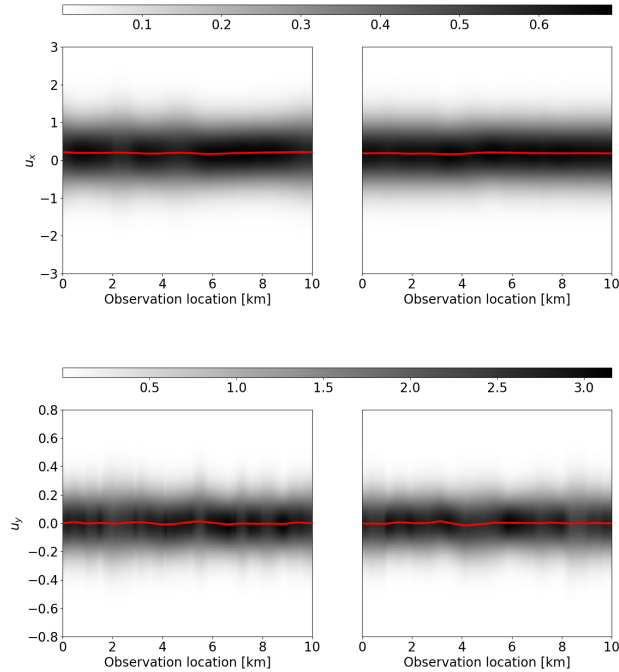 0.1 0.2 0.3 0.4 0.5 0.6
3
2
1
0
−1
−2
−3
u_x
0 2 4 6 8 10
Observation location [km]
0 2 4 6 8 10
Observation location [km]
0.5 1.0 1.5 2.0 2.5 3.0
0.8
0.6
0.4
0.2
0.0
−0.2
−0.4
−0.6
−0.8
u_y
0 2 4 6 8 10
Observation location [km]
0 2 4 6 8 10
Observation location [km]